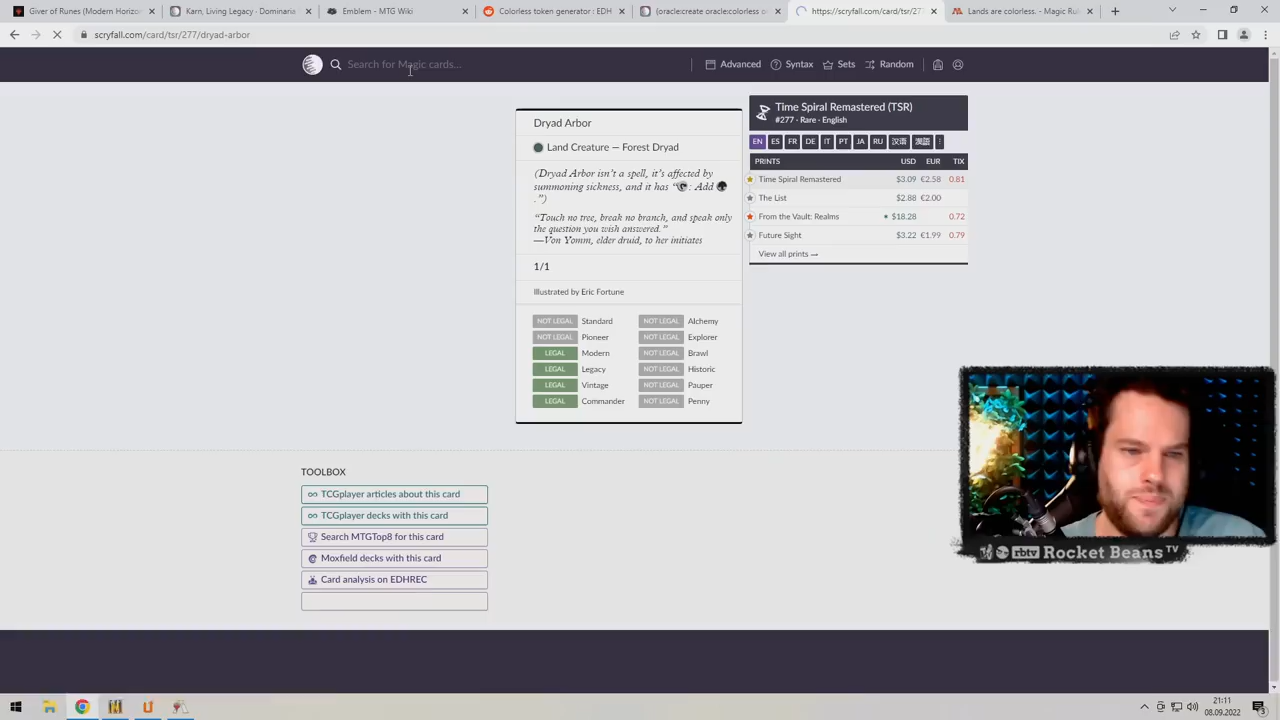 Giver of Runes (Modern Horizon
Karn, Living Legacy - Dominaria
Emblem - MTG Wiki
Colorless token generator : EDH
(oracle:create oracle:colorless o
https://scryfall.com/card/tsr/277
Lands are colorless. - Magic Rul
scryfall.com/card/tsr/277/dryad-arbor
Search for Magic cards...
Advanced
Syntax
Sets
Random
Dryad Arbor
Land Creature — Forest Dryad
(Dryad Arbor isn't a spell, it's affected by
summoning sickness, and it has "
: Add
.")
"Touch no tree, break no branch, and speak only
the question you wish answered."
—Von Yomm, elder druid, to her initiates
1/1
Illustrated by Eric Fortune
NOT LEGAL Standard NOT LEGAL Alchemy
NOT LEGAL Pioneer NOT LEGAL Explorer
LEGAL Modern NOT LEGAL Brawl
LEGAL Legacy NOT LEGAL Historic
LEGAL Vintage NOT LEGAL Pauper
LEGAL Commander NOT LEGAL Penny
Time Spiral Remastered (TSR)
#277 · Rare · English
EN ES FR DE IT PT JA RU 汉语 漢語
PRINTS USD EUR TIX
Time Spiral Remastered $3.09 €2.58 0.81
The List $2.88 €2.00
From the Vault: Realms $18.28 0.72
Future Sight $3.22 €1.99 0.79
View all prints →
TOOLBOX
TCGplayer articles about this card
TCGplayer decks with this card
Search MTGTop8 for this card
Moxfield decks with this card
Card analysis on EDHREC
rbtv Rocket Beans TV
21:11
08.09.2022
3